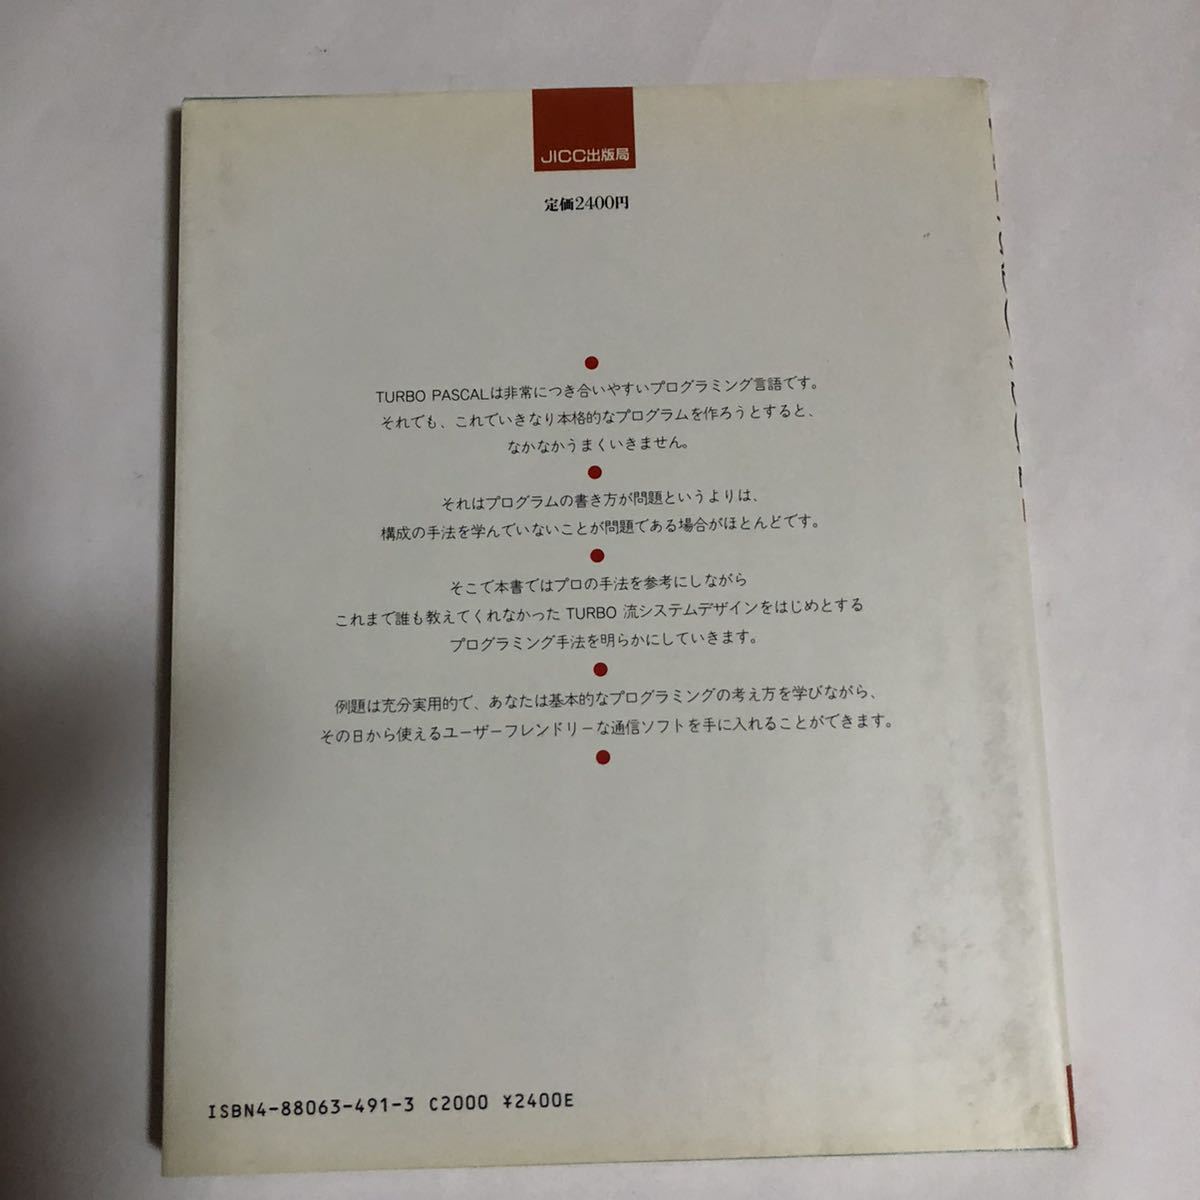 JICC出版局
定価2400円
TURBO PASCALは非常につき合いやすいプログラミング言語です。
それでも、これでいきなり本格的なプログラムを作ろうとすると、
なかなかうまくいきません。
それはプログラムの書き方が問題というよりは、
構成の手法を学んでいないことが問題である場合がほとんどです。
そこで本書ではプロの手法を参考にしながら
これまで誰も教えてくれなかった TURBO 流システムデザインをはじめとする
プログラミング手法を明らかにしていきます。
例題は充分実用的で、あなたは基本的なプログラミングの考え方を学びながら、
その日から使えるユーザーフレンドリーな通信ソフトを手に入れることができます。
ISBN4-88063-491-3 C2000 ¥2400E